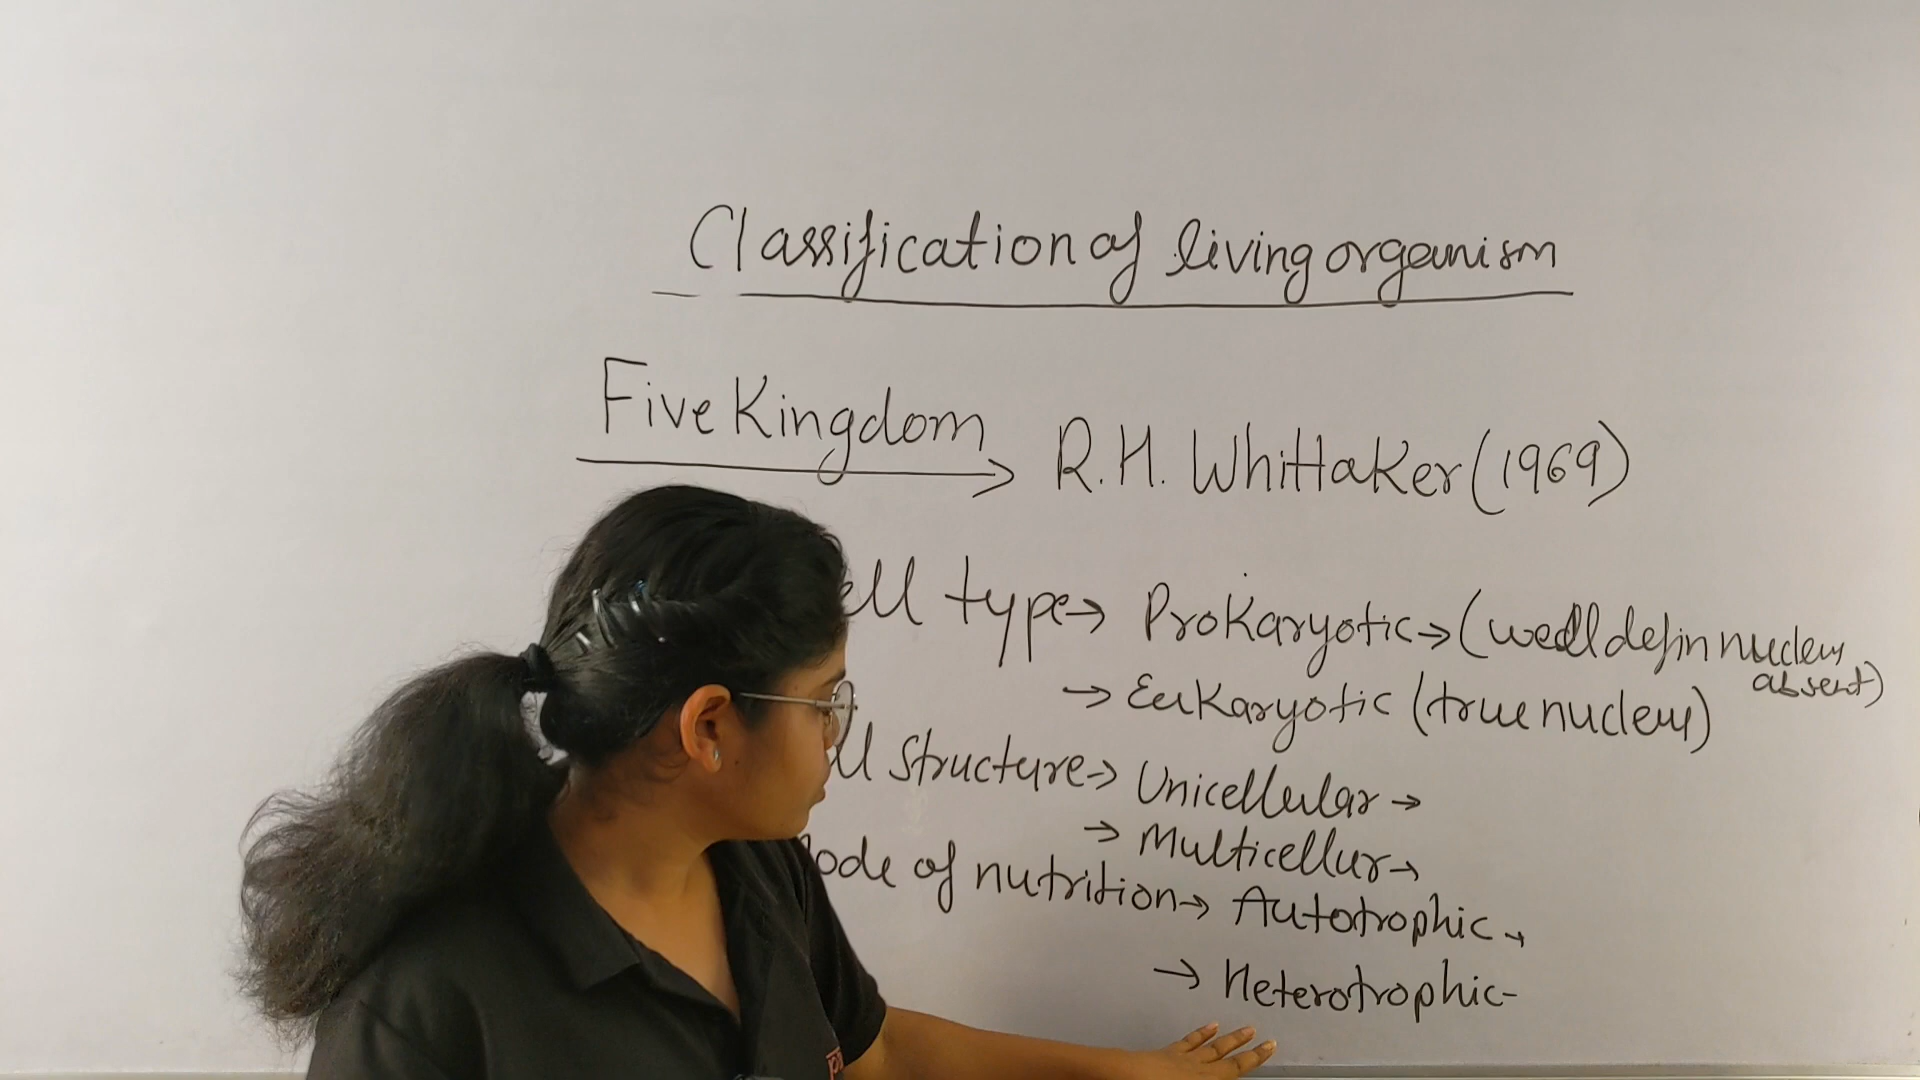 Classification of living organism
Five Kingdom → R.H. Whittaker (1969)
ell type → Prokaryotic → (well defin nucleus
absent)
→ Eukaryotic (true nucleus)
ll Structure → Unicellular →
→ Multicellur →
Mode of nutrition → Autotrophic →
→ Heterotrophic-